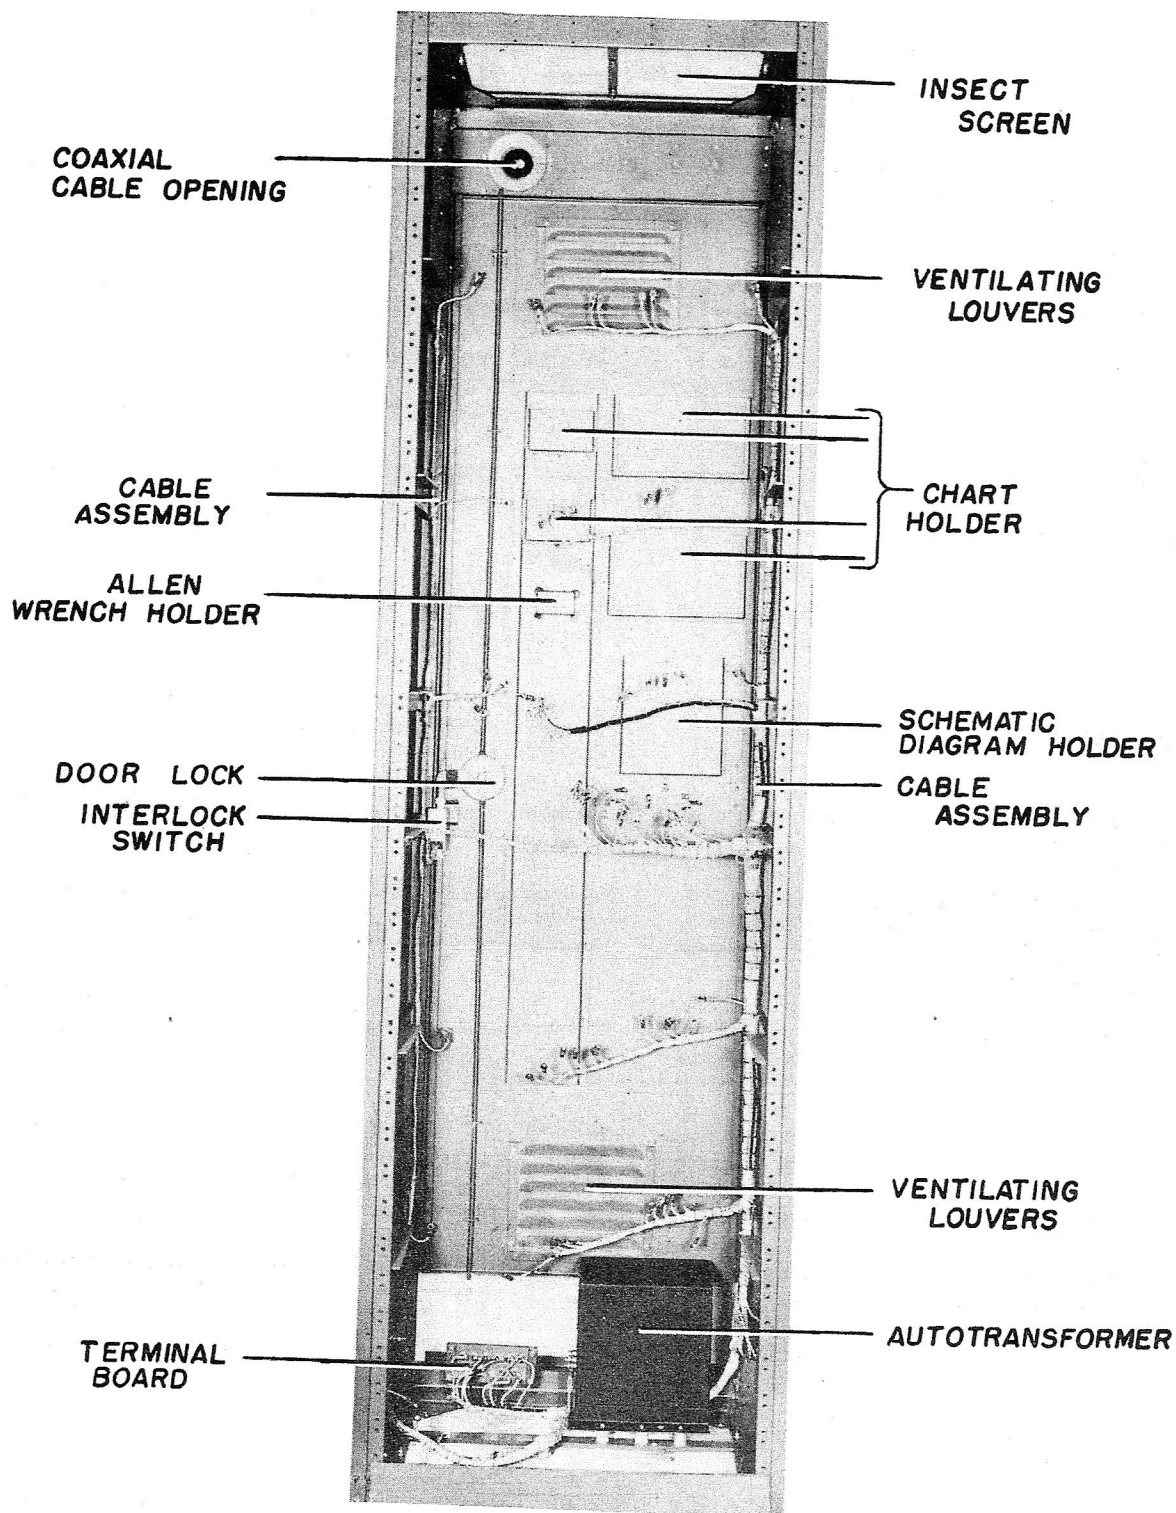 INSECT
SCREEN
COAXIAL
CABLE OPENING
VENTILATING
LOUVERS
CABLE
ASSEMBLY
CHART
HOLDER
ALLEN
WRENCH HOLDER
SCHEMATIC
DIAGRAM HOLDER
DOOR LOCK
CABLE
ASSEMBLY
INTERLOCK
SWITCH
VENTILATING
LOUVERS
AUTOTRANSFORMER
TERMINAL
BOARD